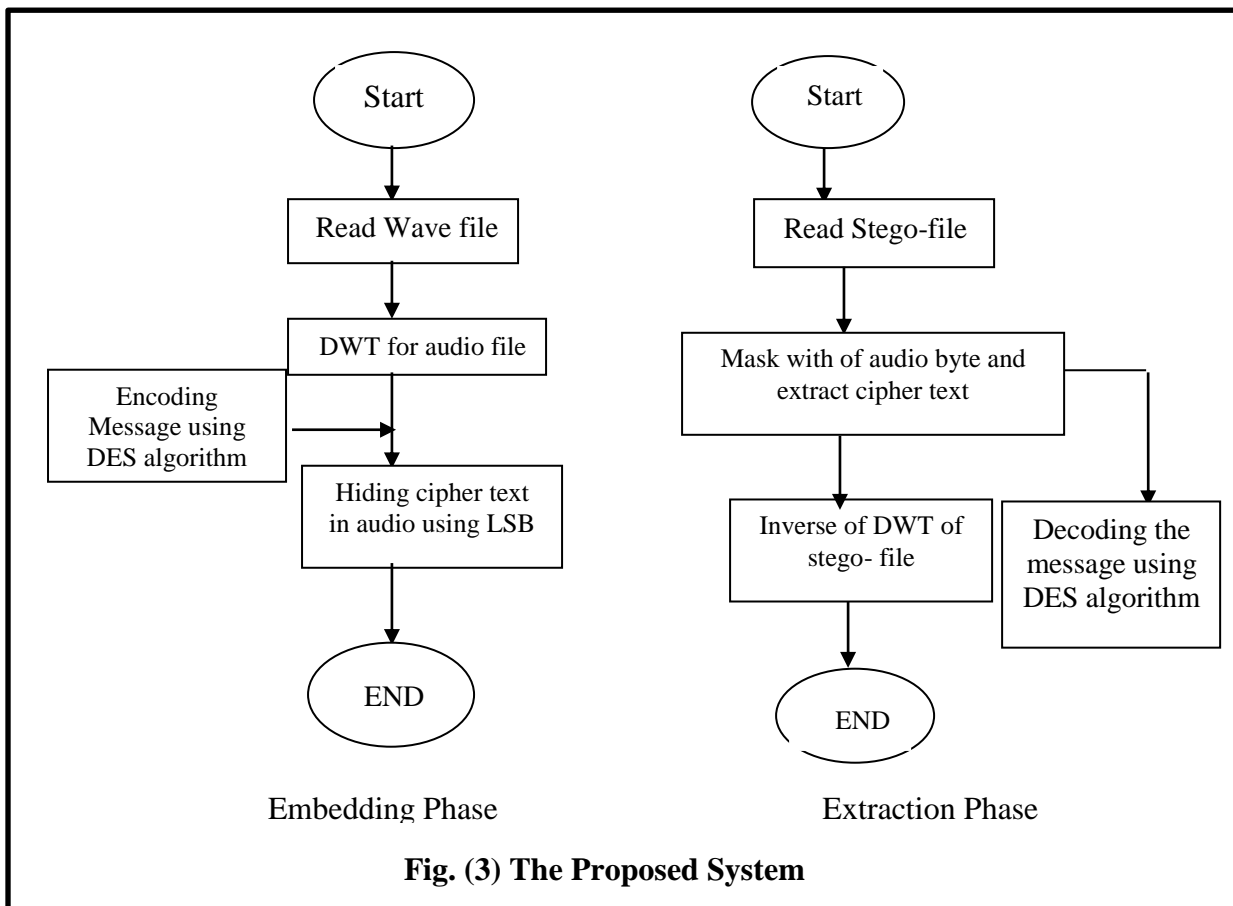 Start
Read Wave file
DWT for audio file
Encoding
Message using
DES algorithm
Hiding cipher text
in audio using LSB
END
Embedding Phase
Start
Read Stego-file
Mask with of audio byte and
extract cipher text
Inverse of DWT of
stego- file
Decoding the
message using
DES algorithm
END
Extraction Phase
Fig. (3) The Proposed System